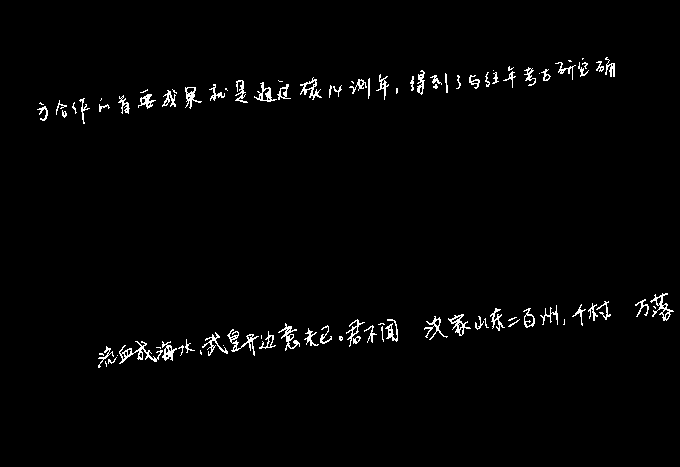 方合作的首要成果就是通过碳14测年,得到了与往年考古研究确
流血成海水,武皇开边意未已。君不闻 汉家山东二百州,千村 万落